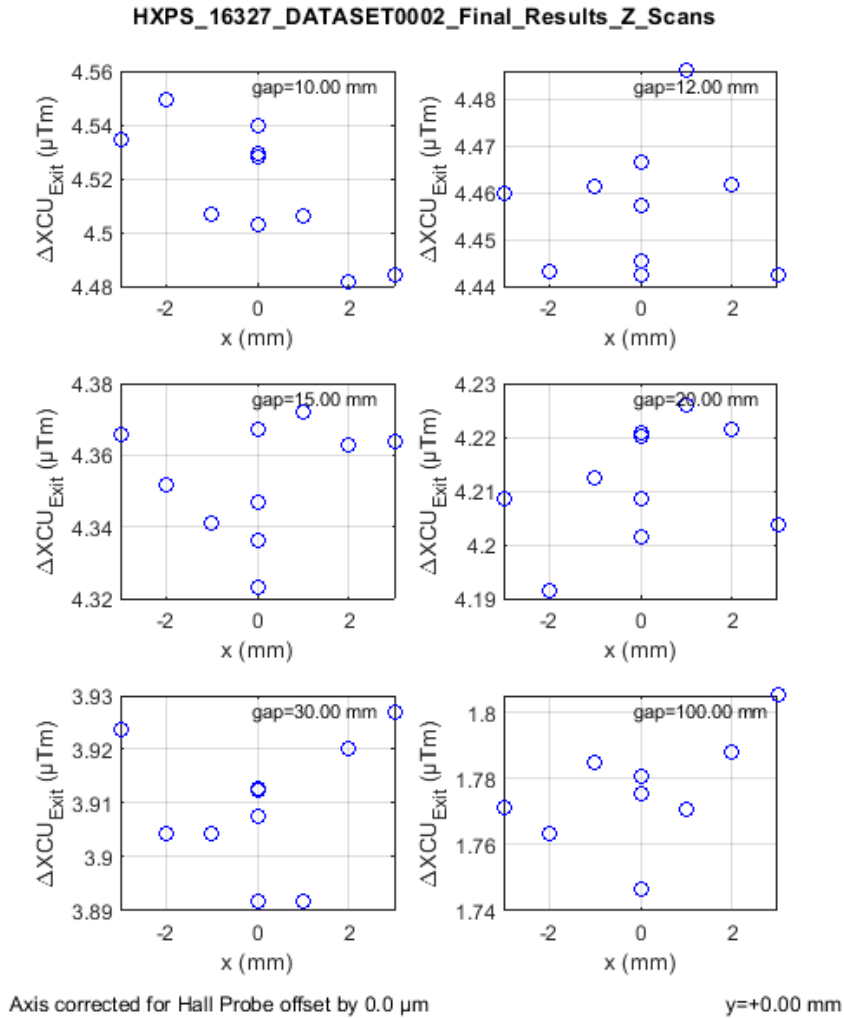 HXPS_16327_DATASET0002_Final_Results_Z_Scans
gap=10.00 mm
4.56
4.54
4.52
4.5
4.48
ΔXCU_Exit (µTm)
-2 0 2
x (mm)
gap=12.00 mm
4.48
4.47
4.46
4.45
4.44
ΔXCU_Exit (µTm)
-2 0 2
x (mm)
gap=15.00 mm
4.38
4.36
4.34
4.32
ΔXCU_Exit (µTm)
-2 0 2
x (mm)
gap=20.00 mm
4.23
4.22
4.21
4.2
4.19
ΔXCU_Exit (µTm)
-2 0 2
x (mm)
gap=30.00 mm
3.93
3.92
3.91
3.9
3.89
ΔXCU_Exit (µTm)
-2 0 2
x (mm)
gap=100.00 mm
1.8
1.78
1.76
1.74
ΔXCU_Exit (µTm)
-2 0 2
x (mm)
Axis corrected for Hall Probe offset by 0.0 µm
y=+0.00 mm